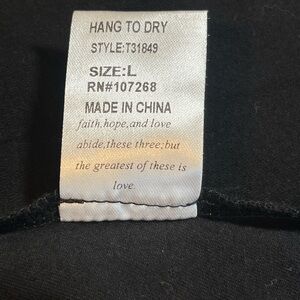 HANG TO DRY
STYLE:T31849
SIZE:L
RN#107268
MADE IN CHINA
faith,hope,and love
abide,these three;but
the greatest of these is
love.